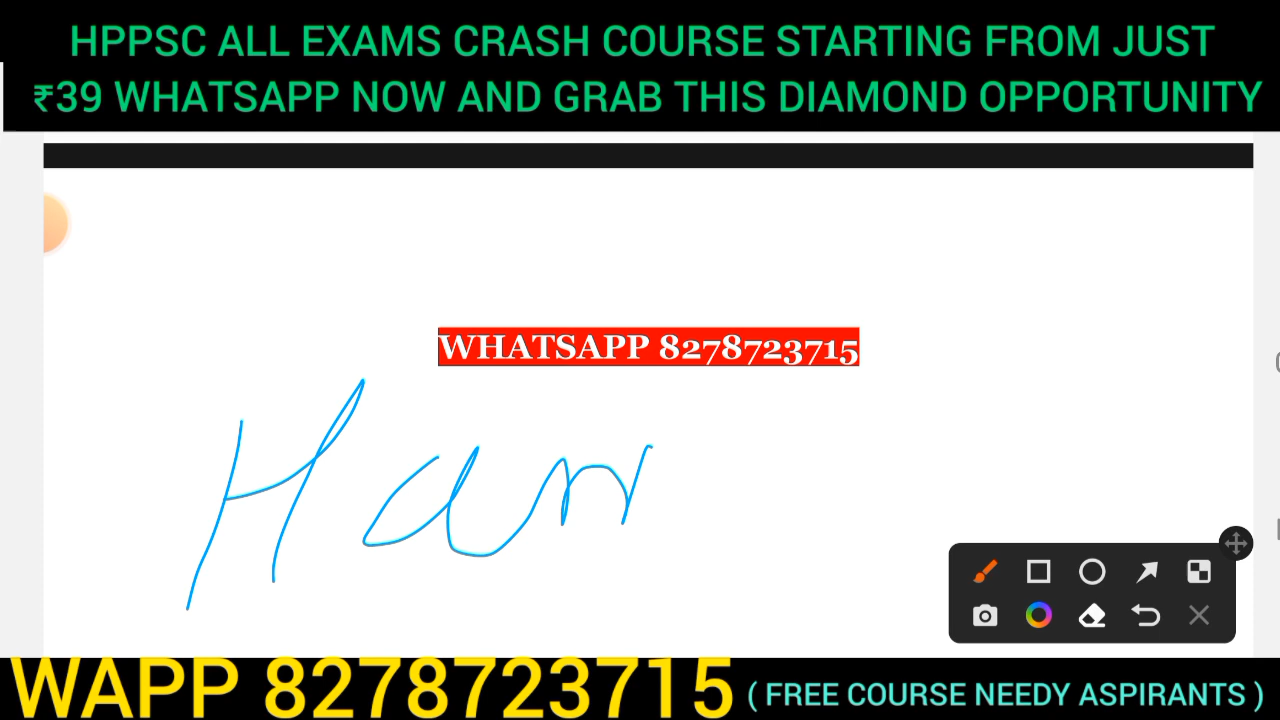 HPPSC ALL EXAMS CRASH COURSE STARTING FROM JUST
₹39 WHATSAPP NOW AND GRAB THIS DIAMOND OPPORTUNITY
WHATSAPP 8278723715
WAPP 8278723715 ( FREE COURSE NEEDY ASPIRANTS )